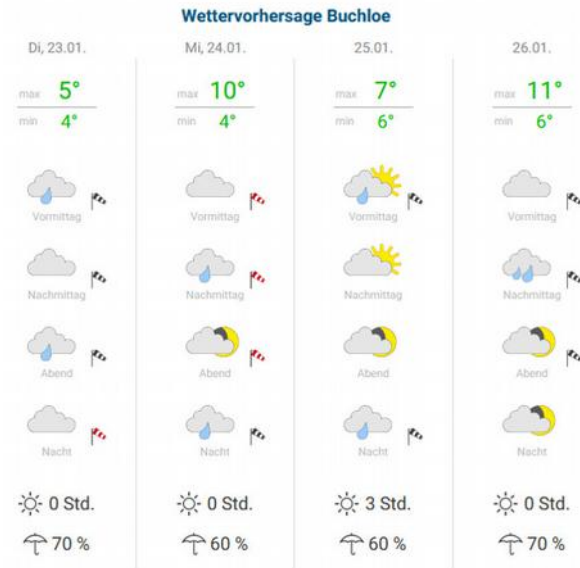 Wettervorhersage Buchloe
Di, 23.01.
max 5°
min 4°
Vormittag
Nachmittag
Abend
Nacht
0 Std.
70 %
Mi, 24.01.
max 10°
min 4°
Vormittag
Nachmittag
Abend
Nacht
0 Std.
60 %
25.01.
max 7°
min 6°
Vormittag
Nachmittag
Abend
Nacht
3 Std.
60 %
26.01.
max 11°
min 6°
Vormittag
Nachmittag
Abend
Nacht
0 Std.
70 %